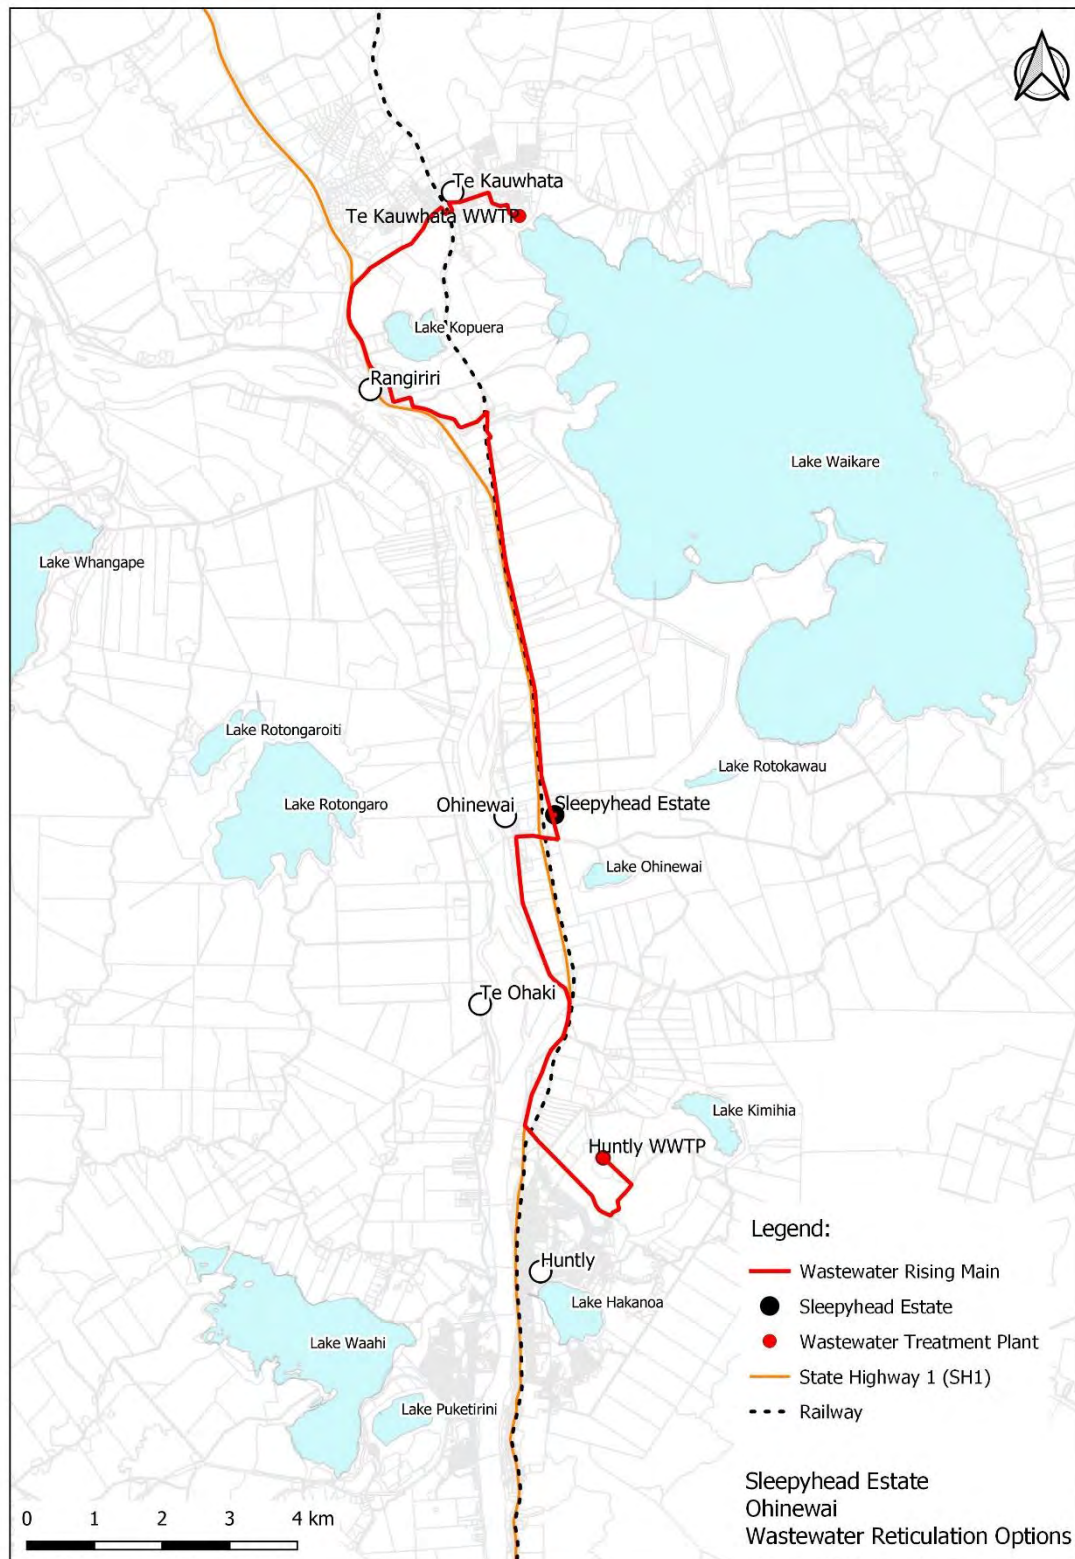 Te Kauwhata
Te Kauwhata WWTP
Lake Kopuera
Rangiriri
Lake Waikare
Lake Whangape
Lake Rotongaroiti
Lake Rotokawau
Lake Rotongaro
Ohinewai
Sleepyhead Estate
Lake Ohinewai
Te Ohaki
Lake Kimihia
Huntly WWTP
Legend:
Wastewater Rising Main
Sleepyhead Estate
Wastewater Treatment Plant
State Highway 1 (SH1)
Railway
Huntly
Lake Hakanoa
Lake Waahi
Lake Puketirini
Sleepyhead Estate
Ohinewai
Wastewater Reticulation Options
0 1 2 3 4 km